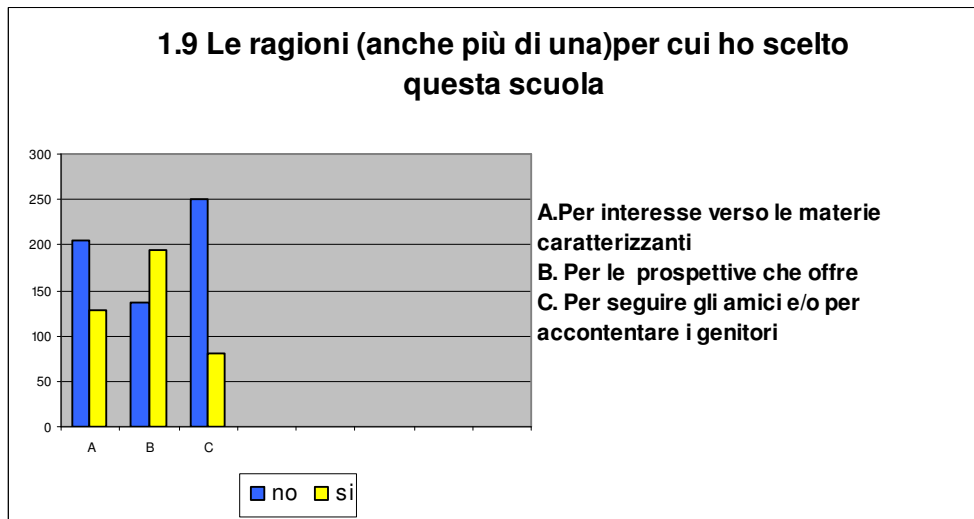 1.9 Le ragioni (anche più di una)per cui ho scelto
questa scuola
300
250
200
150
100
50
0
A B C
no si
A.Per interesse verso le materie
caratterizzanti
B. Per le prospettive che offre
C. Per seguire gli amici e/o per
accontentare i genitori